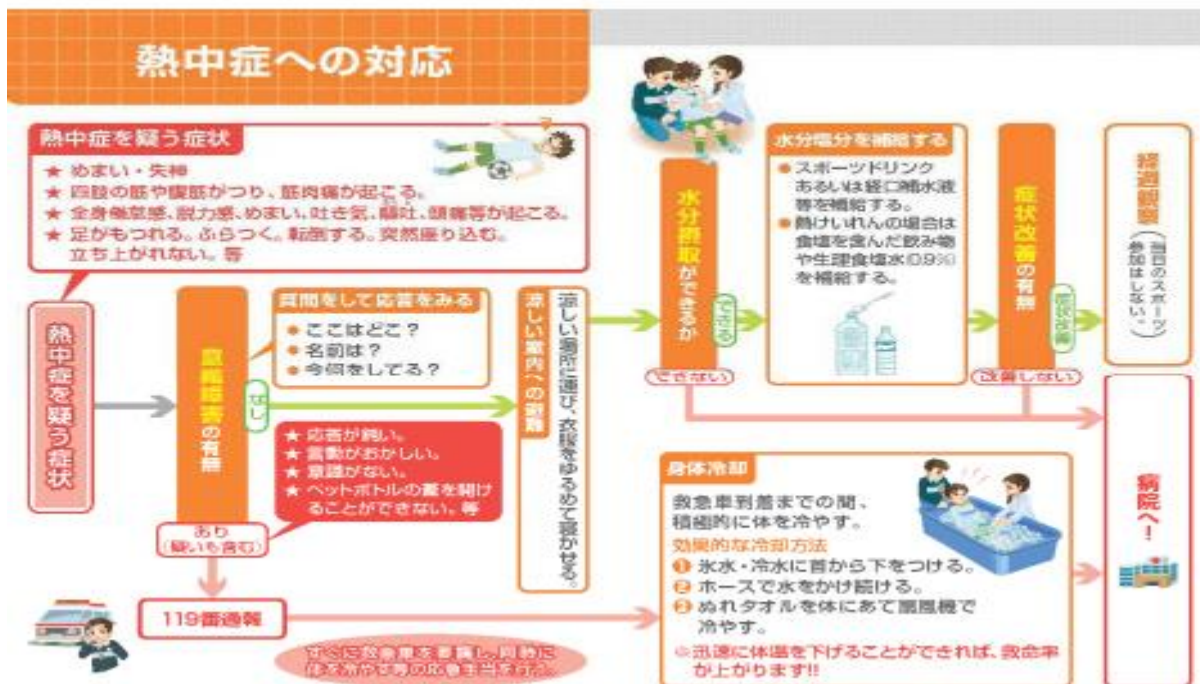 熱中症への対応
熱中症を疑う症状
★ めまい・失神
★ 四肢の筋や腹筋がつり、筋肉痛が起こる。
★ 全身倦怠感、脱力感、めまい、吐き気、嘔吐、頭痛等が起こる。
★ 足がもつれる。ふらつく。転倒する。突然座り込む。
立ち上がれない。等
熱中症を疑う症状
意識障害の有無
質問をして応答をみる
● ここはどこ？
● 名前は？
● 今何をしてる？
なし
★ 応答が鈍い。
★ 言動がおかしい。
★ 意識がない。
★ ペットボトルの蓋を開け
ることができない。等
あり
(疑いも含む)
119番通報
すぐに救急車を要請し、同時に
体を冷やす等の応急手当を行う。
涼しい室内への避難
涼しい場所に運び、衣服をゆるめて寝かせる。
水分摂取ができるか
できる
できない
水分塩分を補給する
● スポーツドリンク
あるいは経口補水液
等を補給する。
● 熱けいれんの場合は
食塩を含んだ飲み物
や生理食塩水(0.9%)
を補給する。
症状改善の有無
症状改善
改善しない
経過観察
(当日のスポーツ
参加はしない。)
身体冷却
救急車到着までの間、
積極的に体を冷やす。
効果的な冷却方法
1 氷水・冷水に首から下をつける。
2 ホースで水をかけ続ける。
3 ぬれタオルを体にあて扇風機で
冷やす。
※迅速に体温を下げることができれば、救命率
が上がります!!
病院へ！